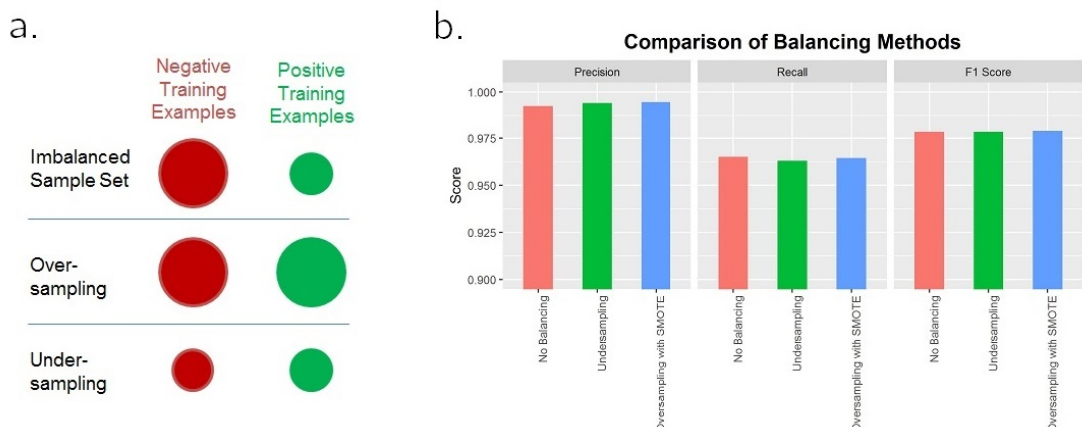 a.
Negative
Training
Examples
Positive
Training
Examples
Imbalanced
Sample Set
Over-
sampling
Under-
sampling
b.
Comparison of Balancing Methods
Precision
Recall
F1 Score
Score
1.000
0.975
0.950
0.925
0.900
No Balancing
Undersampling
Oversampling with GMOTE
No Balancing
Undersampling
Oversampling with SMOTE
No Balancing
Undersampling
Oversampling with SMOTE